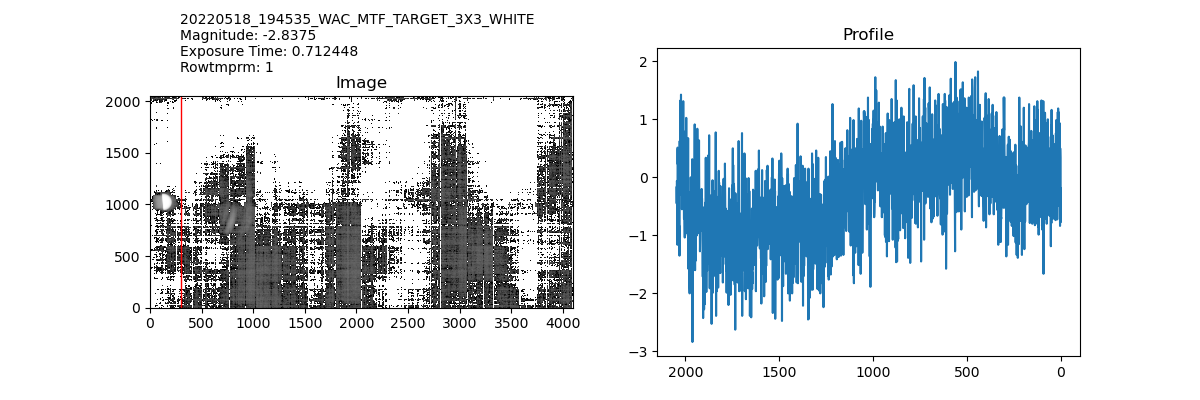 20220518_194535_WAC_MTF_TARGET_3X3_WHITE
Magnitude: -2.8375
Exposure Time: 0.712448
Rowtmprm: 1
Image
2000
1500
1000
500
0
0 500 1000 1500 2000 2500 3000 3500 4000
Profile
2
1
0
−1
−2
−3
2000 1500 1000 500 0